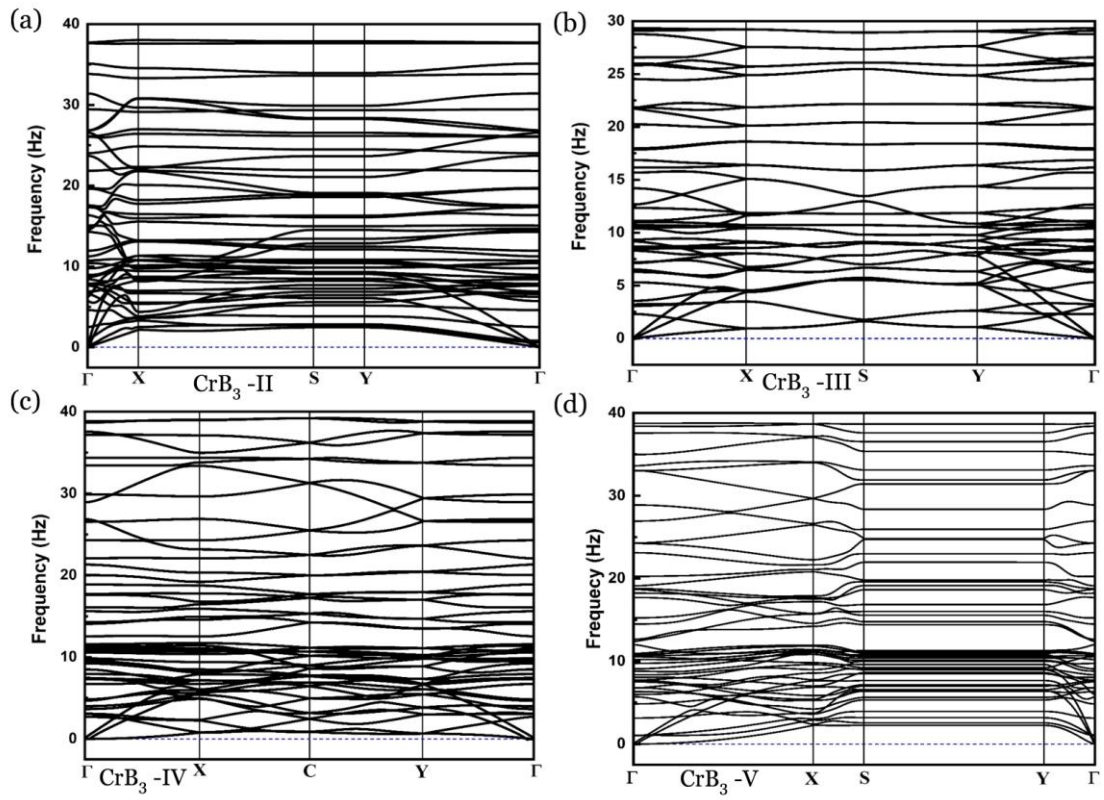 (a)
40
30
20
10
0
Frequency (Hz)
Γ X S Y Γ
CrB3 -II
(b)
30
25
20
15
10
5
0
Frequency (Hz)
Γ X S Y Γ
CrB3 -III
(c)
40
30
20
10
0
Frequency (Hz)
Γ X C Y Γ
CrB3 -IV
(d)
40
30
20
10
0
Frequecy (Hz)
Γ X S Y Γ
CrB3 -V